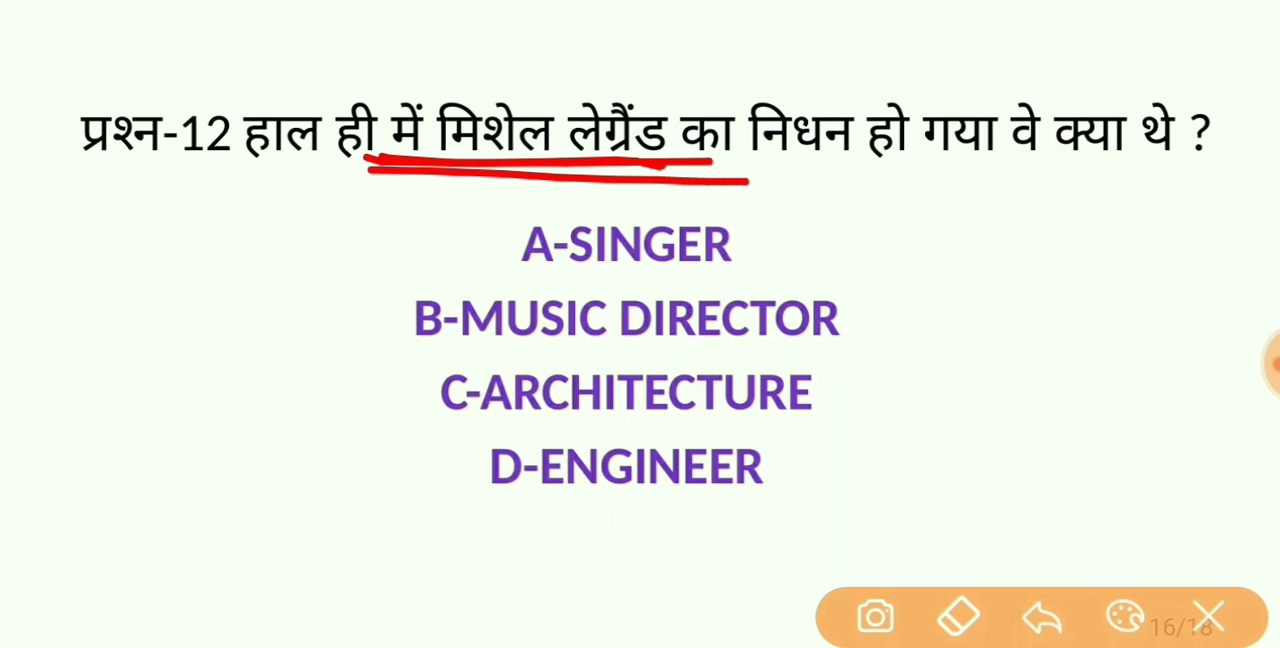 प्रश्न-12 हाल ही में मिशेल लेग्रैंड का निधन हो गया वे क्या थे ?
A-SINGER
B-MUSIC DIRECTOR
C-ARCHITECTURE
D-ENGINEER
16/18